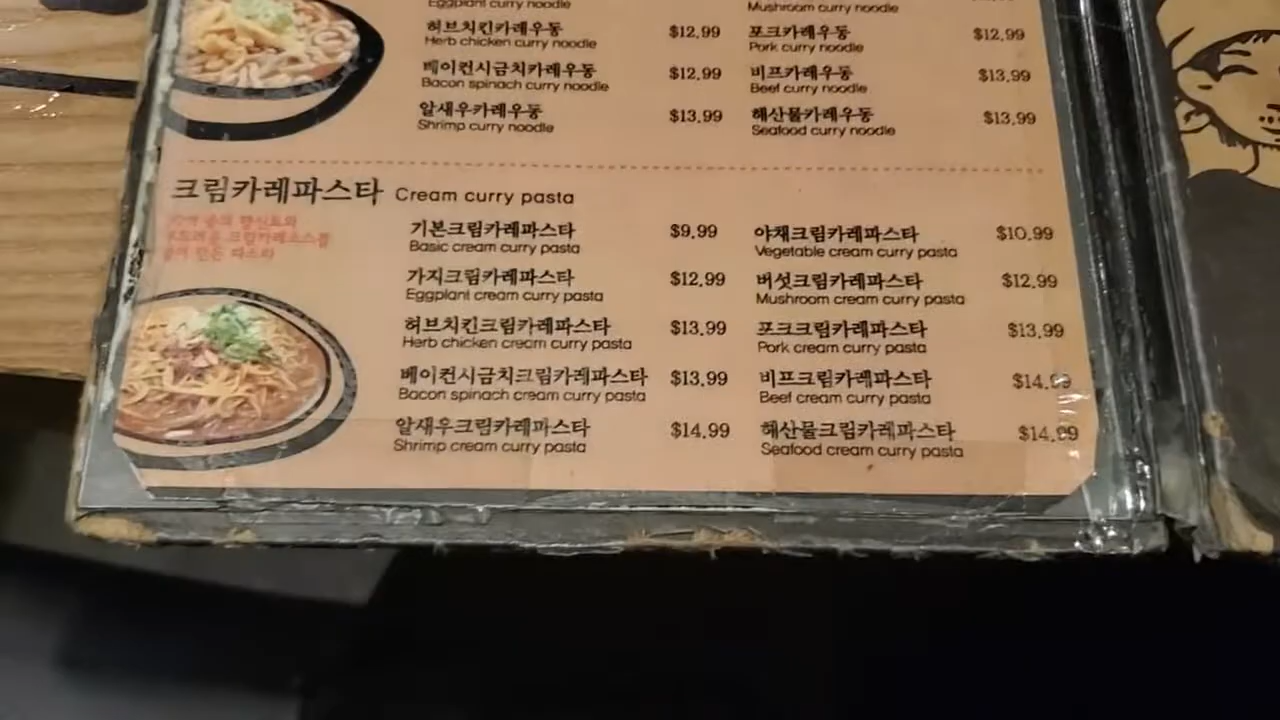 Eggplant curry noodle
Mushroom curry noodle
허브치킨카레우동 $12.99
Herb chicken curry noodle
포크카레우동 $12.99
Pork curry noodle
베이컨시금치카레우동 $12.99
Bacon spinach curry noodle
비프카레우동 $13.99
Beef curry noodle
알새우카레우동 $13.99
Shrimp curry noodle
해산물카레우동 $13.99
Seafood curry noodle
크림카레파스타 Cream curry pasta
기본크림카레파스타 $9.99
Basic cream curry pasta
야채크림카레파스타 $10.99
Vegetable cream curry pasta
가지크림카레파스타 $12.99
Eggplant cream curry pasta
버섯크림카레파스타 $12.99
Mushroom cream curry pasta
허브치킨크림카레파스타 $13.99
Herb chicken cream curry pasta
포크크림카레파스타 $13.99
Pork cream curry pasta
베이컨시금치크림카레파스타 $13.99
Bacon spinach cream curry pasta
비프크림카레파스타 $14.99
Beef cream curry pasta
알새우크림카레파스타 $14.99
Shrimp cream curry pasta
해산물크림카레파스타 $14.99
Seafood cream curry pasta